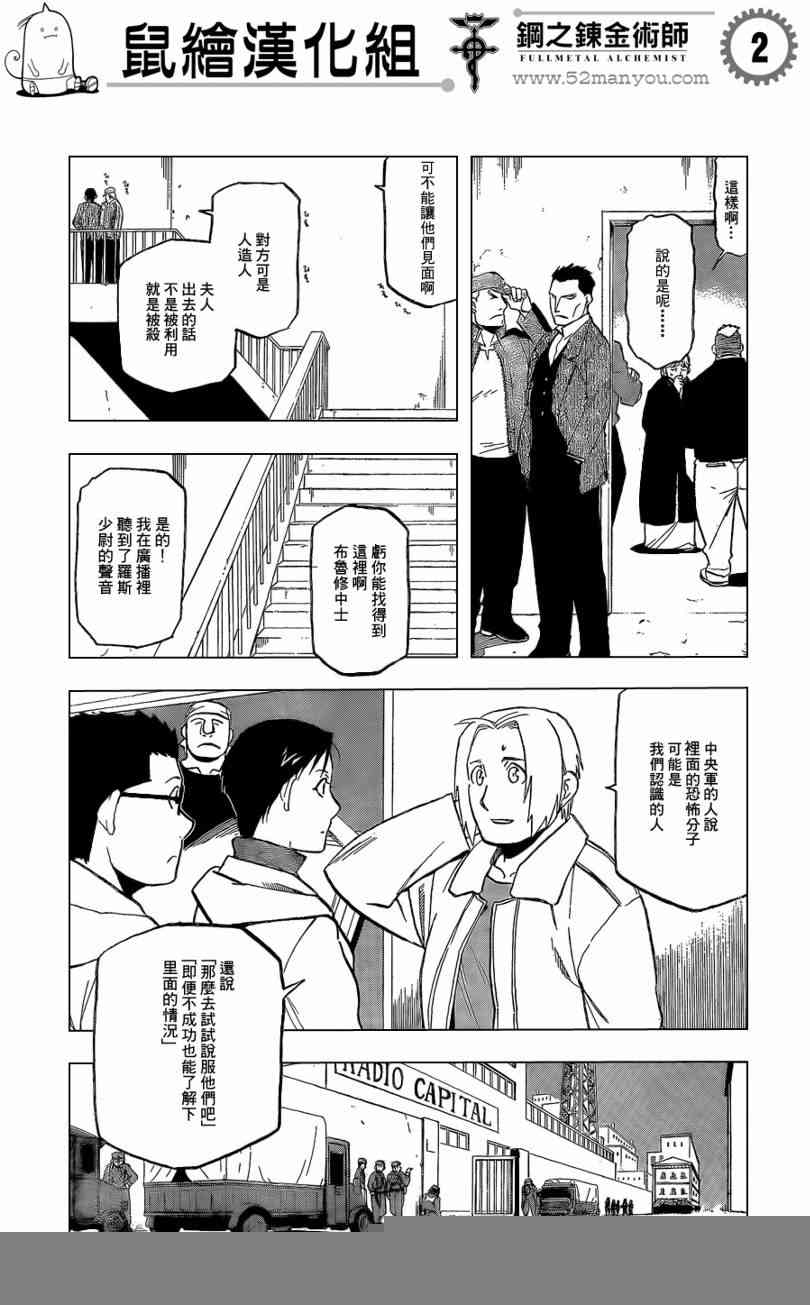 鼠繪漢化組
鋼之鍊金術師
FULLMETAL ALCHEMIST
www.52manyou.com
2
這樣啊…
說的是呢……
可不能讓他們見面啊
對方可是
人造人
夫人
出去的話
不是被利用
就是被殺
虧你能找得到
這裡啊
布魯修中士
是的！
我在廣播裡
聽到了羅斯
少尉的聲音
中央軍的人說
裡面的恐怖分子
可能是
我們認識的人
還說
「那麼去試試說服他們吧」
「即便不成功也能了解下
里面的情況」
RADIO CAPITAL